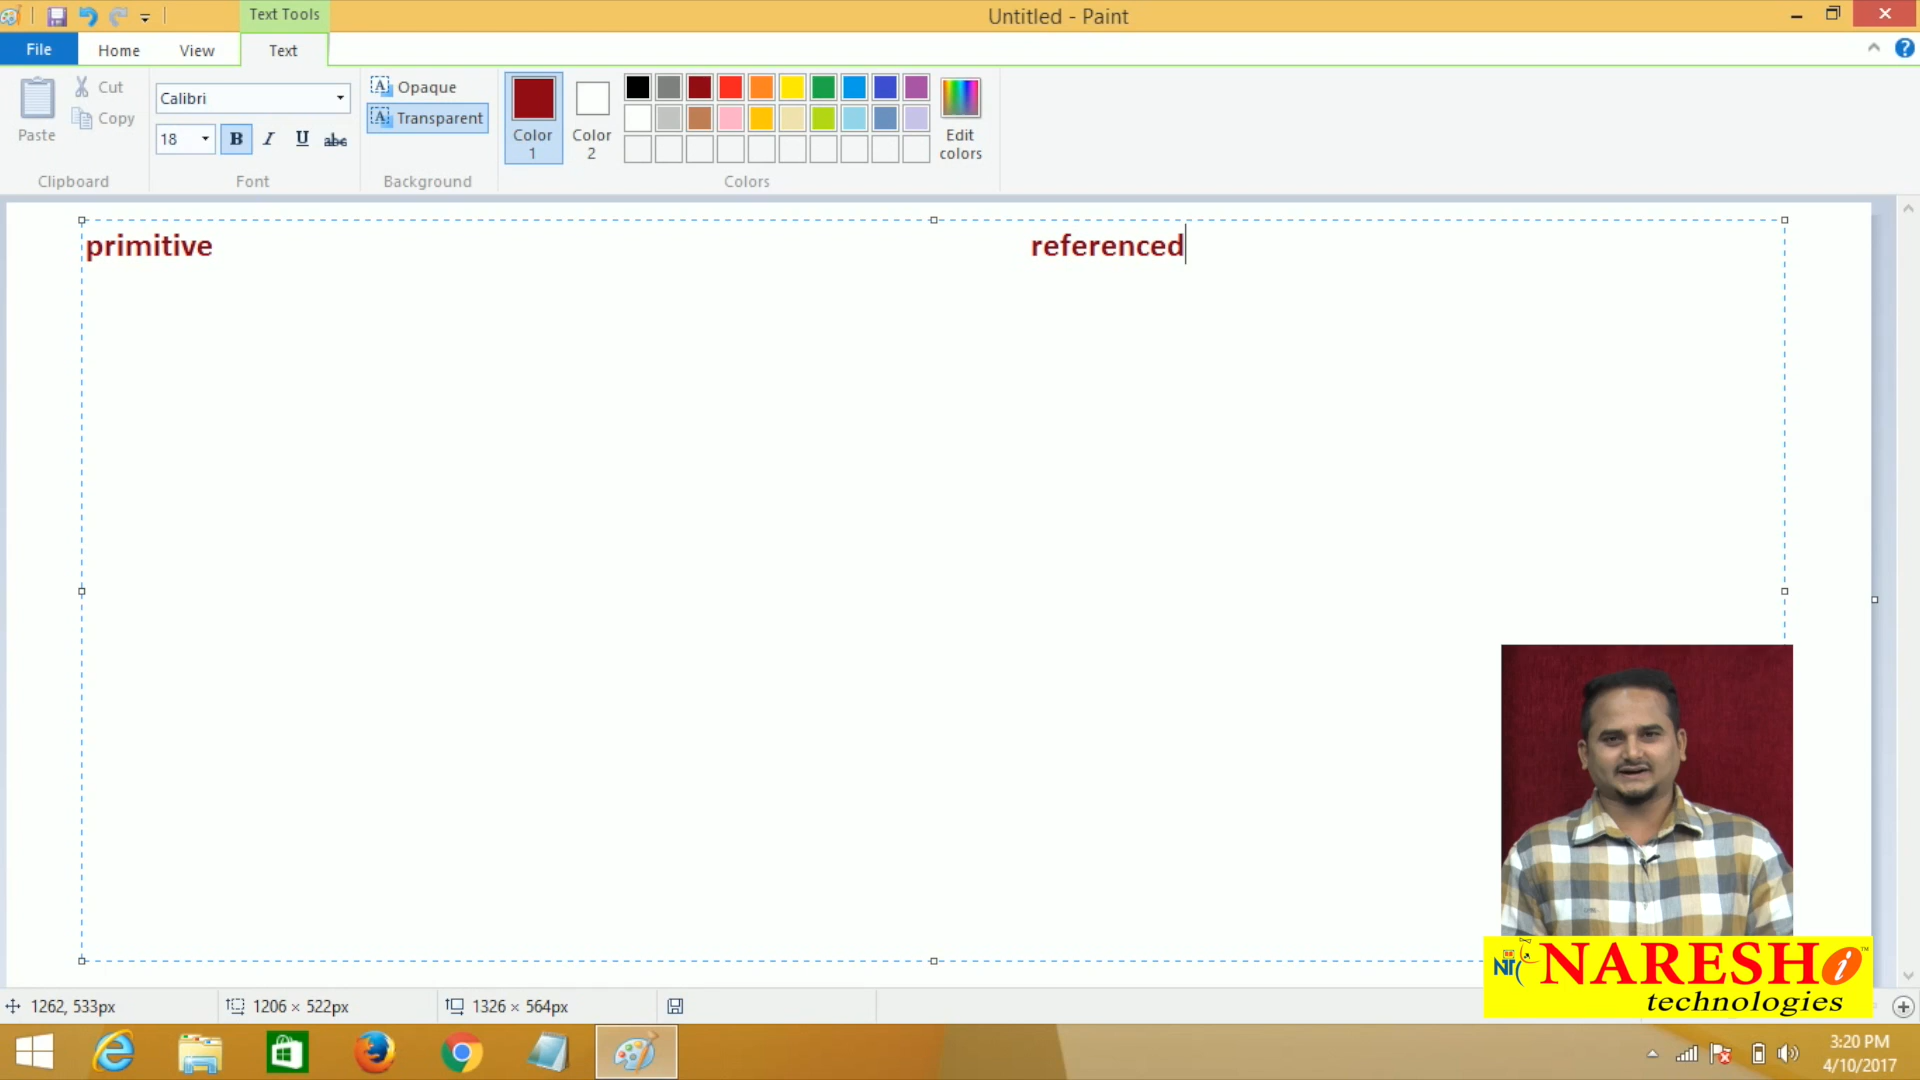 Text Tools
Untitled - Paint
File Home View Text
Paste
Cut
Copy
Clipboard
Calibri
18 B I U abc
Font
A Opaque
A Transparent
Background
Color 1
Color 2
Edit colors
Colors
primitive referenced
NARESH i ™
NT
technologies
1262, 533px
1206 × 522px
1326 × 564px
3:20 PM
4/10/2017